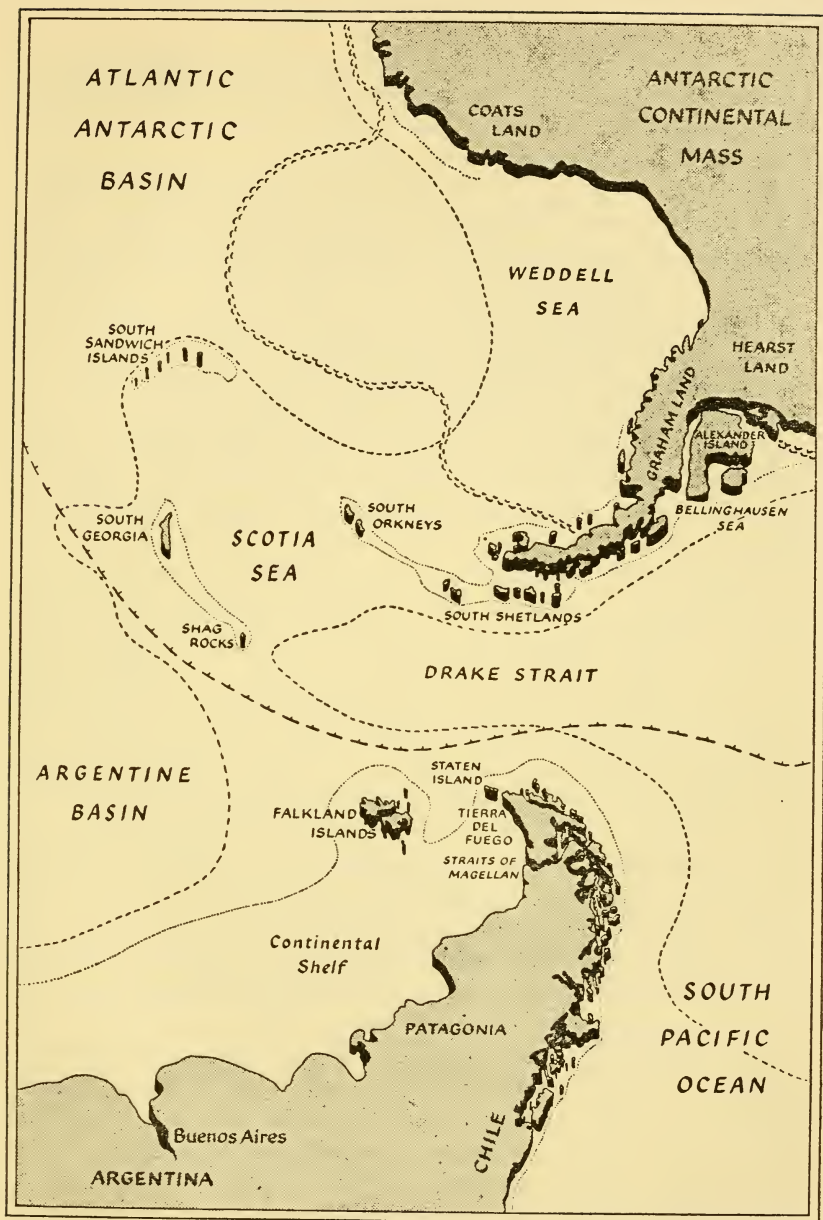 ATLANTIC
ANTARCTIC
BASIN
ANTARCTIC
CONTINENTAL
MASS
COATS
LAND
WEDDELL
SEA
SOUTH
SANDWICH
ISLANDS
HEARST
LAND
GRAHAM LAND
ALEXANDER
ISLAND
BELLINGHAUSEN
SEA
SOUTH
GEORGIA
SCOTIA
SEA
SOUTH
ORKNEYS
SOUTH SHETLANDS
SHAG
ROCKS
DRAKE STRAIT
ARGENTINE
BASIN
STATEN
ISLAND
FALKLAND
ISLANDS
TIERRA
DEL
FUEGO
STRAITS OF
MAGELLAN
Continental
Shelf
PATAGONIA
SOUTH
PACIFIC
OCEAN
CHILE
Buenos Aires
ARGENTINA